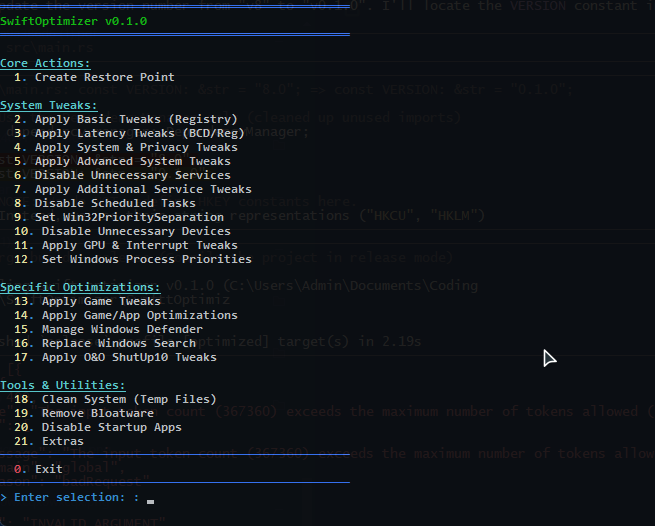 SwiftOptimizer v0.1.0
Core Actions:
1. Create Restore Point
System Tweaks:
2. Apply Basic Tweaks (Registry)
3. Apply Latency Tweaks (BCD/Reg)
4. Apply System & Privacy Tweaks
5. Apply Advanced System Tweaks
6. Disable Unnecessary Services
7. Apply Additional Service Tweaks
8. Disable Scheduled Tasks
9. Set Win32PrioritySeparation
10. Disable Unnecessary Devices
11. Apply GPU & Interrupt Tweaks
12. Set Windows Process Priorities
Specific Optimizations:
13. Apply Game Tweaks
14. Apply Game/App Optimizations
15. Manage Windows Defender
16. Replace Windows Search
17. Apply O&O ShutUp10 Tweaks
Tools & Utilities:
18. Clean System (Temp Files)
19. Remove Bloatware
20. Disable Startup Apps
21. Extras
0. Exit
> Enter selection: :